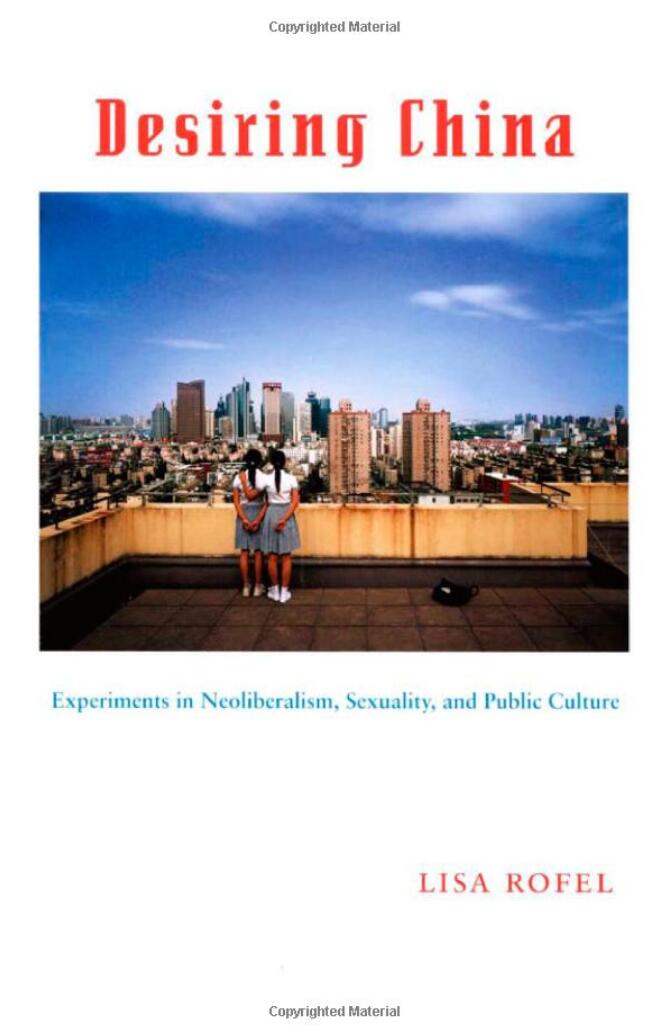 Copyrighted Material
Desiring China
Experiments in Neoliberalism, Sexuality, and Public Culture
LISA ROFEL
Copyrighted Material